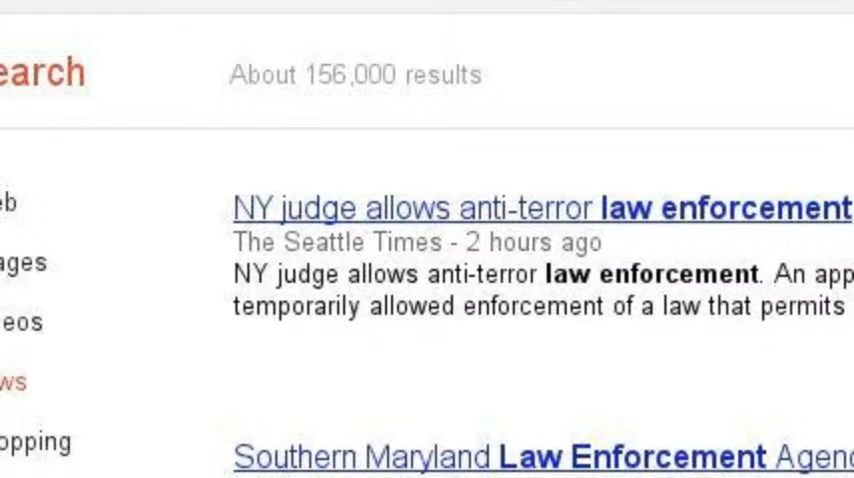 earch
About 156,000 results
eb
NY judge allows anti-terror law enforcement
The Seattle Times - 2 hours ago
ages
NY judge allows anti-terror law enforcement. An app
temporarily allowed enforcement of a law that permits
eos
ws
opping
Southern Maryland Law Enforcement Agenc